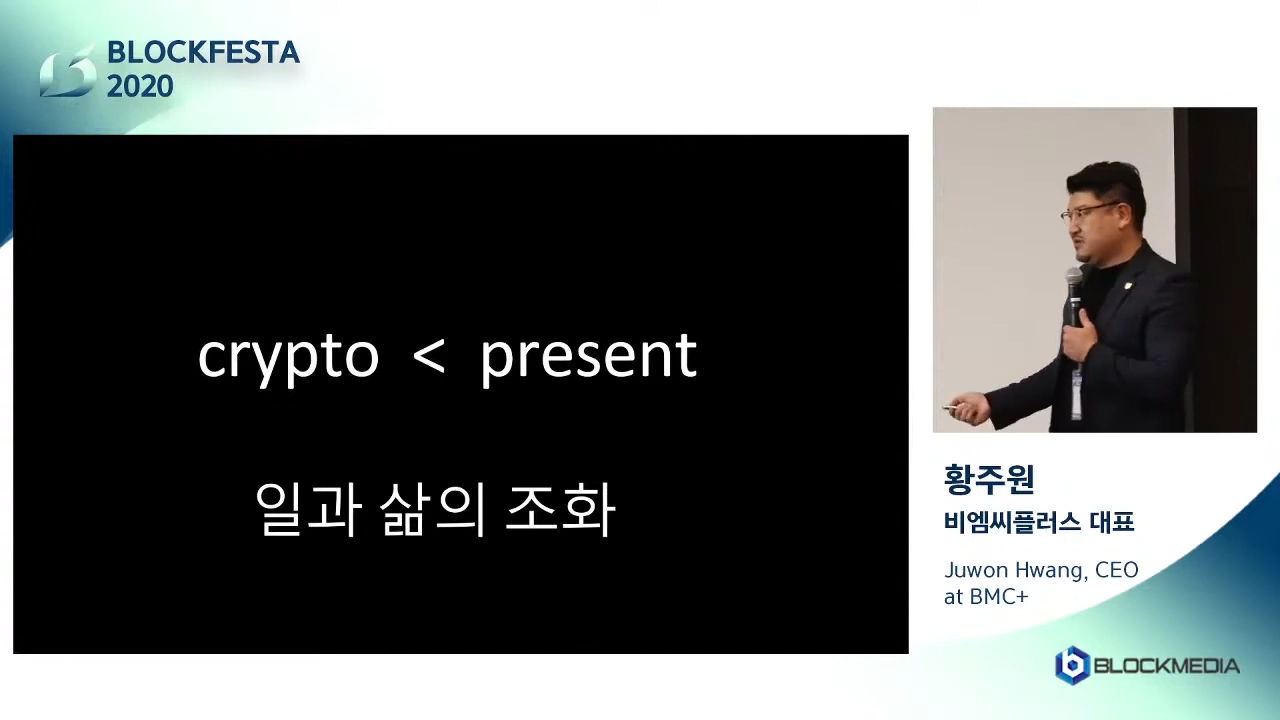 BLOCKFESTA
2020
crypto < present
일과 삶의 조화
황주원
비엠씨플러스 대표
Juwon Hwang, CEO
at BMC+
BLOCKMEDIA